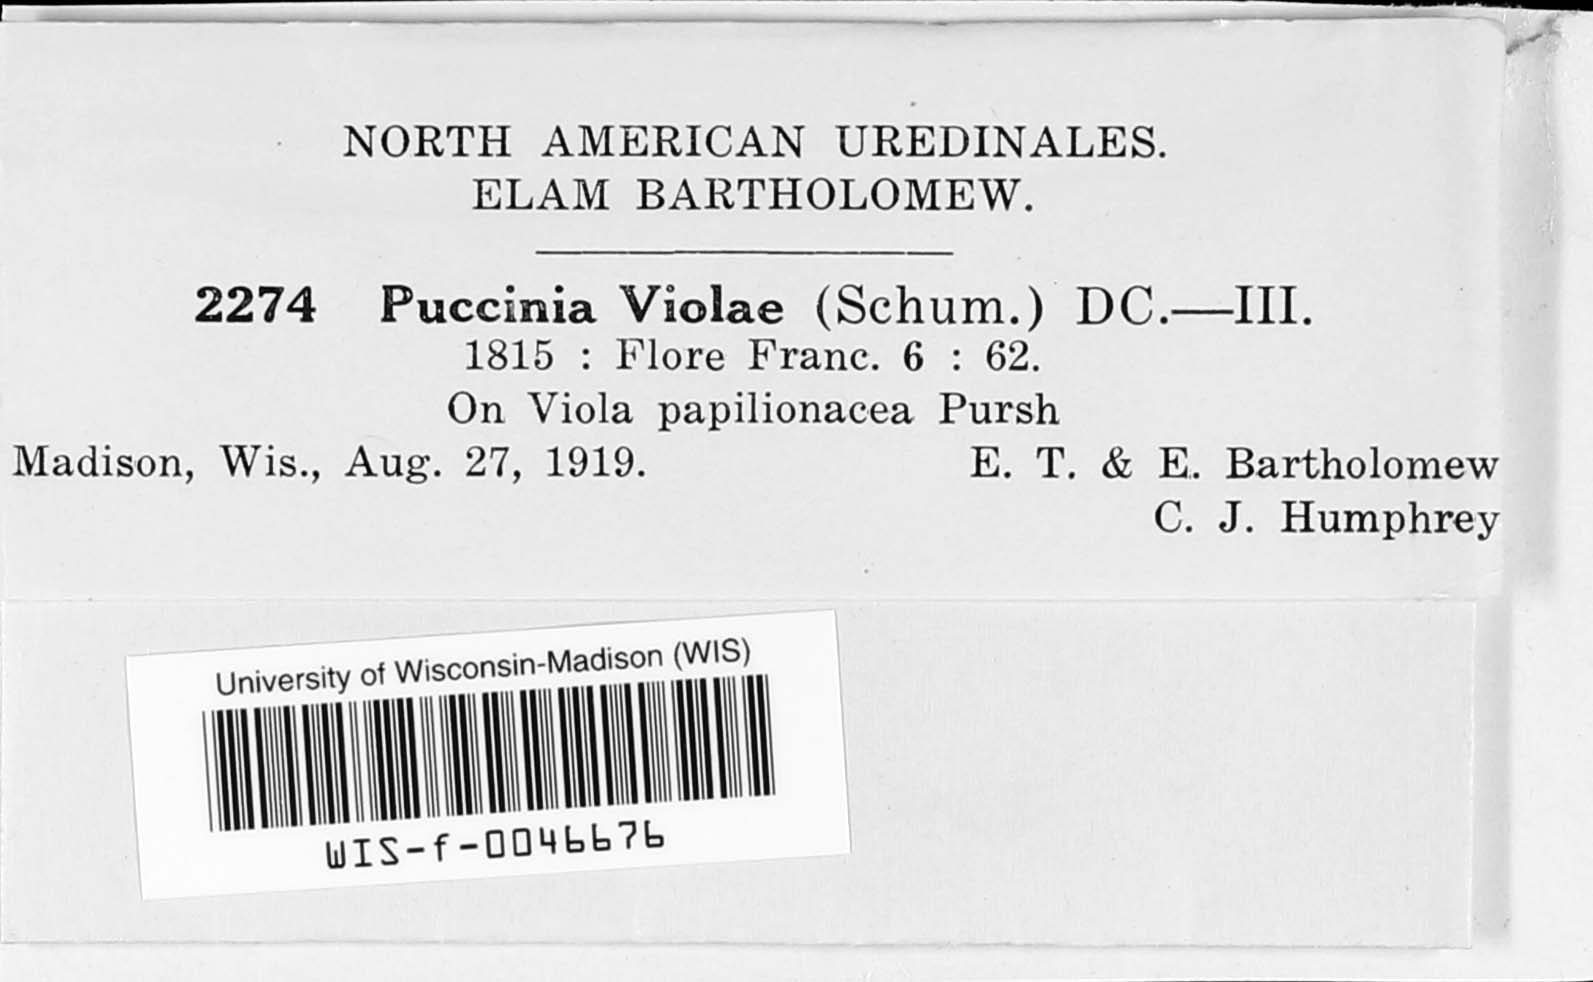 NORTH AMERICAN UREDINALES.
ELAM BARTHOLOMEW.
2274 Puccinia Violae (Schum.) DC.—III.
1815 : Flore Franc. 6 : 62.
On Viola papilionacea Pursh
Madison, Wis., Aug. 27, 1919. E. T. & E. Bartholomew
C. J. Humphrey
University of Wisconsin-Madison (WIS)
WIS-f-0046676